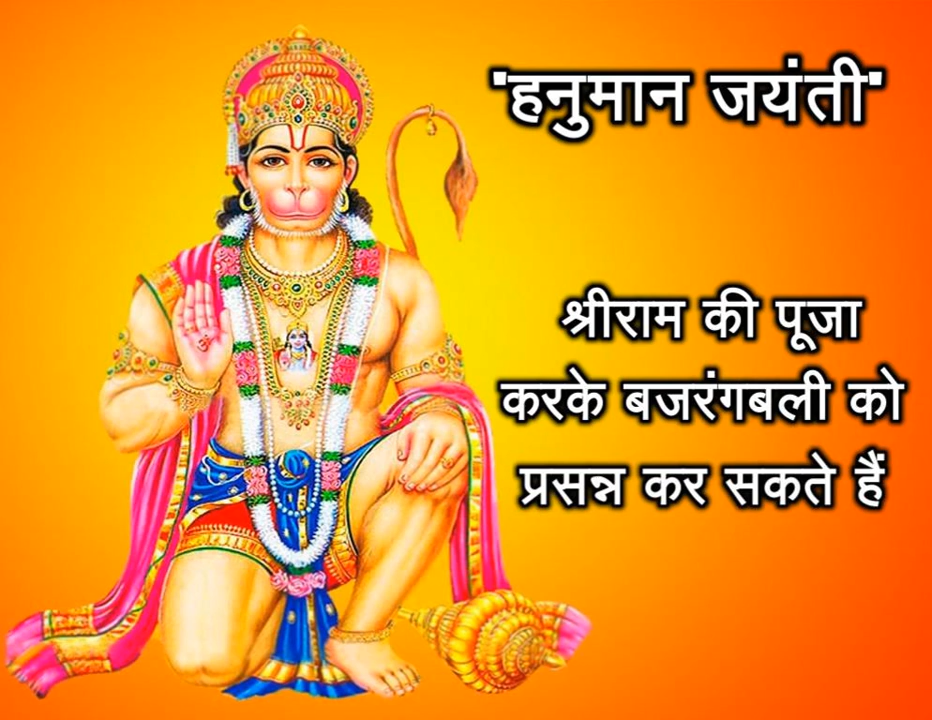 'हनुमान जयंती'
श्रीराम की पूजा
करके बजरंगबली को
प्रसन्न कर सकते हैं